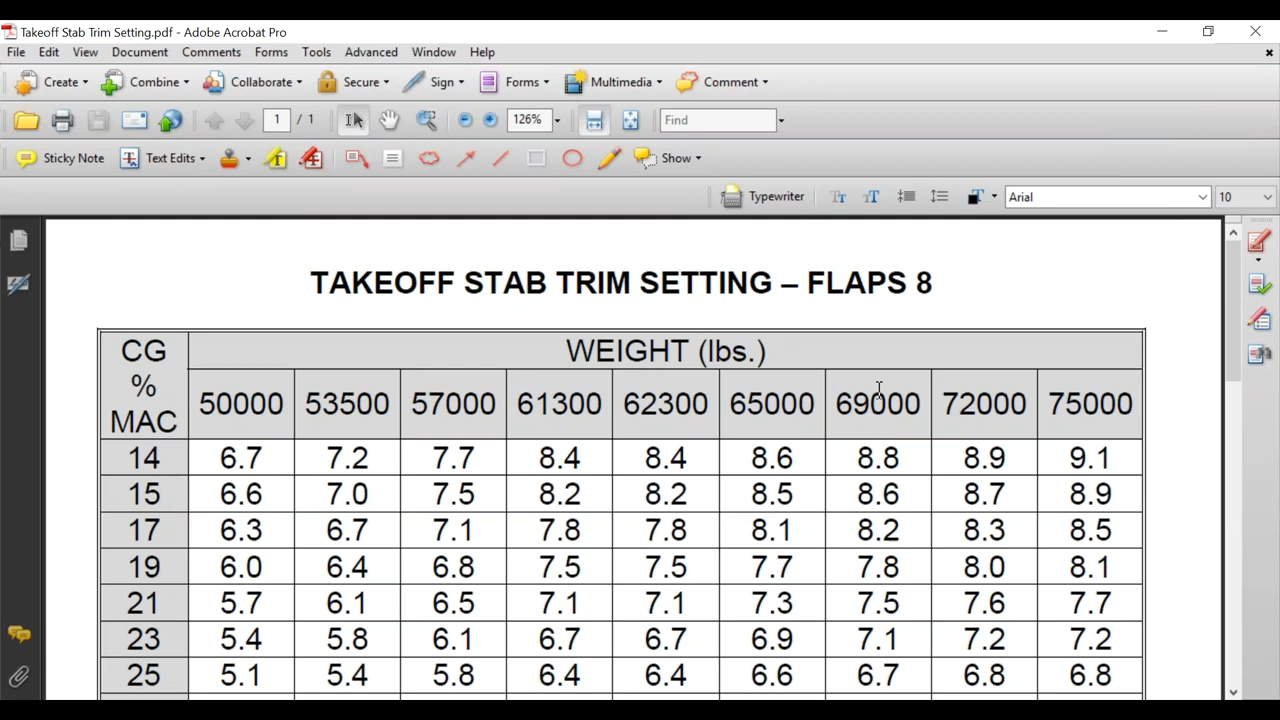 Takeoff Stab Trim Setting.pdf - Adobe Acrobat Pro
File Edit View Document Comments Forms Tools Advanced Window Help
Create Combine Collaborate Secure Sign Forms Multimedia Comment
1 / 1 126% Find
Sticky Note Text Edits Show
Typewriter Arial 10
TAKEOFF STAB TRIM SETTING – FLAPS 8
CG % MAC WEIGHT (lbs.)
50000 53500 57000 61300 62300 65000 69000 72000 75000
14 6.7 7.2 7.7 8.4 8.4 8.6 8.8 8.9 9.1
15 6.6 7.0 7.5 8.2 8.2 8.5 8.6 8.7 8.9
17 6.3 6.7 7.1 7.8 7.8 8.1 8.2 8.3 8.5
19 6.0 6.4 6.8 7.5 7.5 7.7 7.8 8.0 8.1
21 5.7 6.1 6.5 7.1 7.1 7.3 7.5 7.6 7.7
23 5.4 5.8 6.1 6.7 6.7 6.9 7.1 7.2 7.2
25 5.1 5.4 5.8 6.4 6.4 6.6 6.7 6.8 6.8